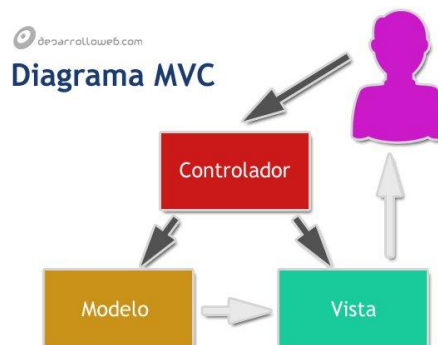 desarrolloweb.com
Diagrama MVC
Controlador
Modelo
Vista